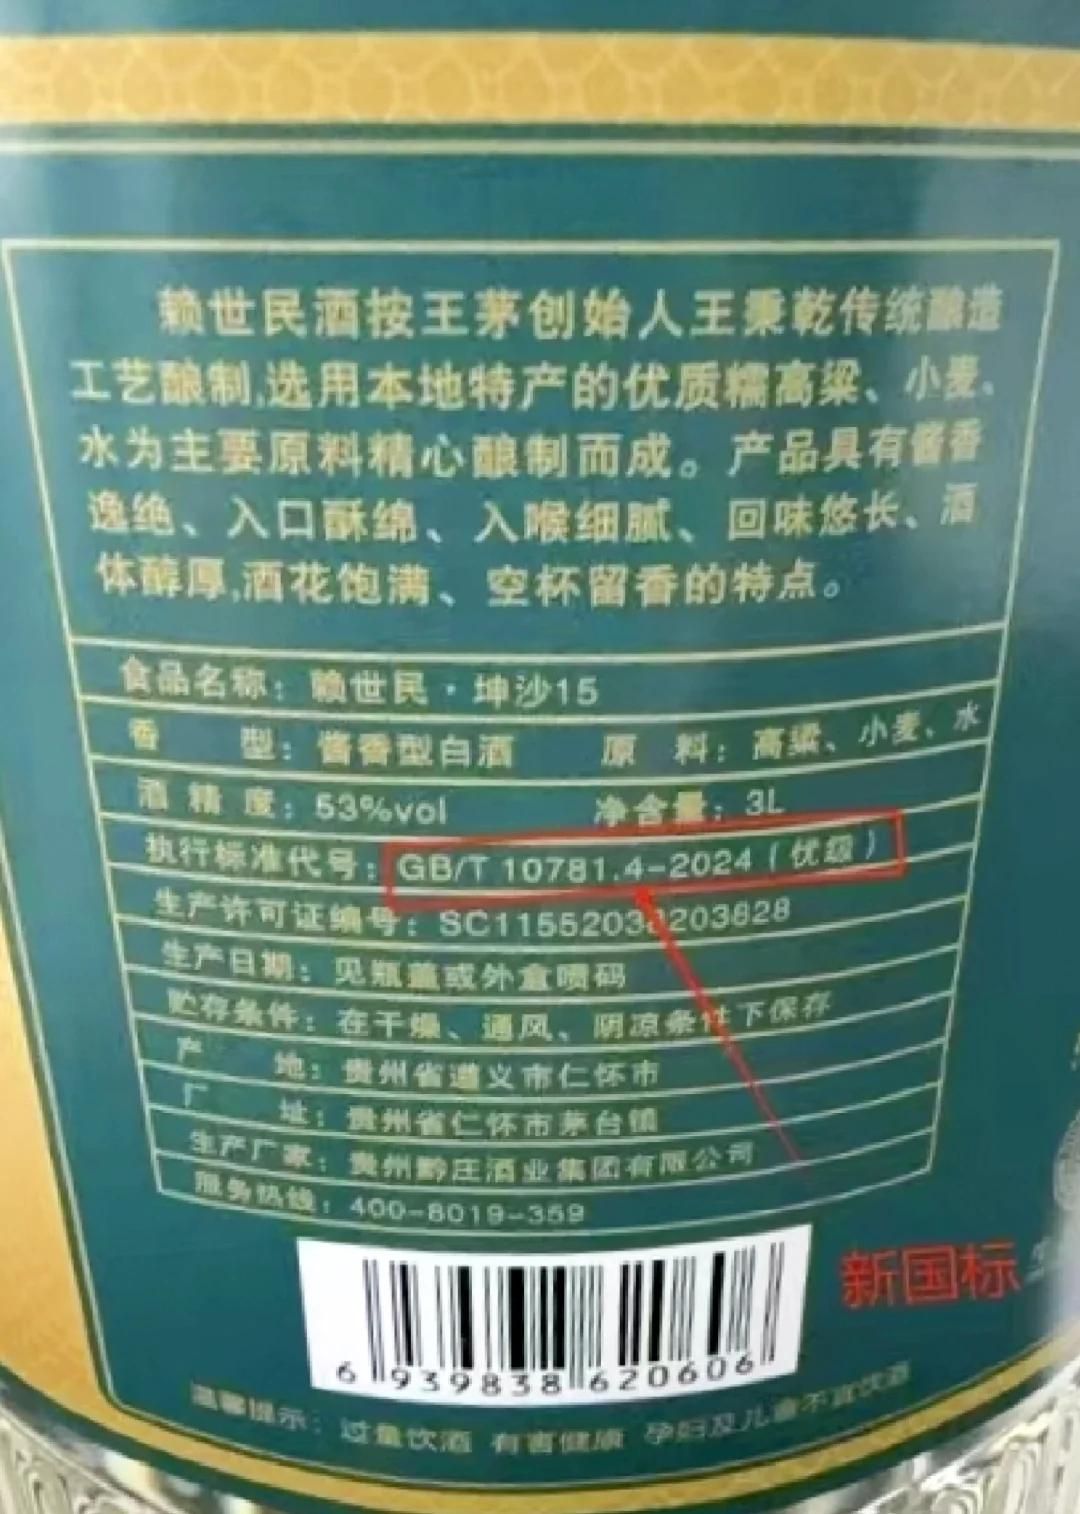 赖世民酒按王茅创始人王秉乾传统酿造
工艺酿制,选用本地特产的优质糯高粱、小麦、
水为主要原料精心酿制而成。产品具有酱香
逸绝、入口酥绵、入喉细腻、回味悠长、酒
体醇厚,酒花饱满、空杯留香的特点。
食品名称：赖世民·坤沙15
香 型：酱香型白酒 原 料：高粱、小麦、水
酒精度：53%vol 净含量：3L
执行标准代号：GB/T 10781.4-2024（优级）
生产许可证编号：
生产日期：见瓶盖或外盒喷码
贮存条件：在干燥、通风、阴凉条件下保存
产 地：贵州省遵义市仁怀市
厂 址：贵州省仁怀市茅台镇
生产厂家：贵州黔庄酒业集团有限公司
服务热线：400-8019-359
新国标
6 939838 620606
温馨提示：过量饮酒 有害健康 孕妇及儿童不宜饮酒